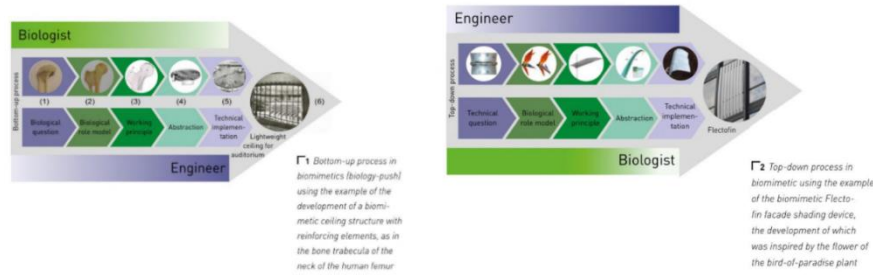 Biologist
Bottom-up process
(1) (2) (3) (4) (5) (6)
Biological question
Biological role model
Working principle
Abstraction
Technical implemen-
tation
Lightweight
ceiling for
auditorium
Engineer
1 Bottom-up process in
biomimetics (biology-push)
using the example of the
development of a biomi-
metic ceiling structure with
reinforcing elements, as in
the bone trabecula of the
neck of the human femur
Engineer
Top-down process
Technical question
Biological role model
Working principle
Abstraction
Technical implemen-
tation
Flectofin
Biologist
2 Top-down process in
biomimetic using the example
of the biomimetic Flecto-
fin facade shading device,
the development of which
was inspired by the flower of
the bird-of-paradise plant